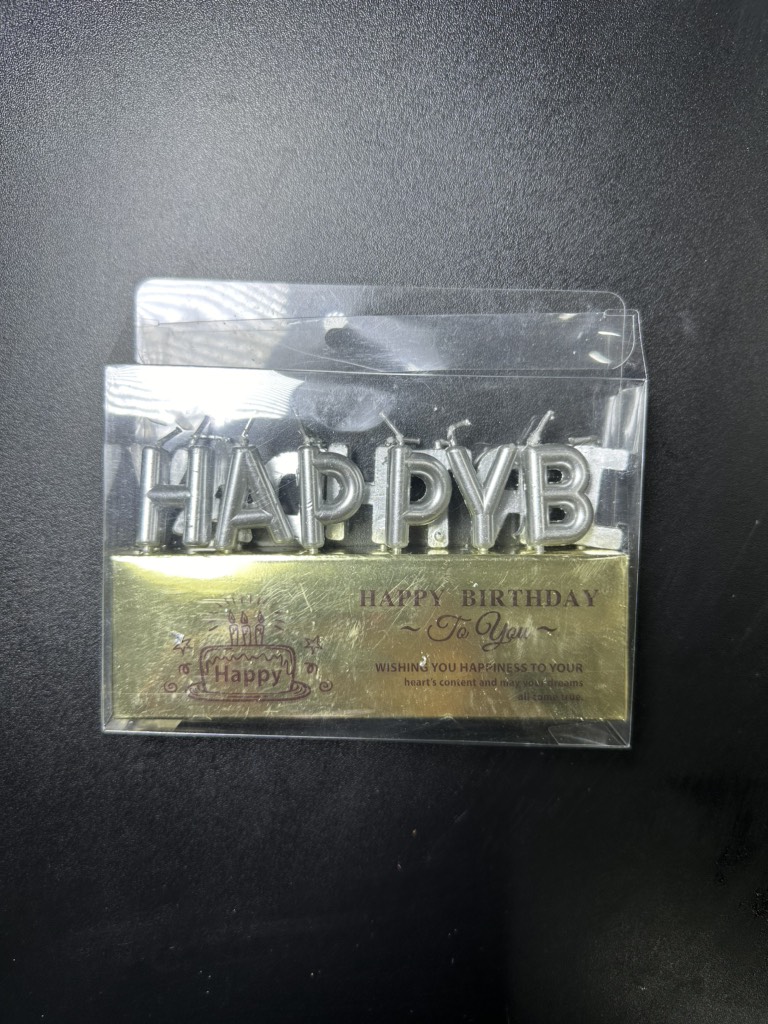 HAPPYB
Happy
HAPPY BIRTHDAY
~ To You ~
WISHING YOU HAPPINESS TO YOUR
heart's content and may your dreams
all come true.